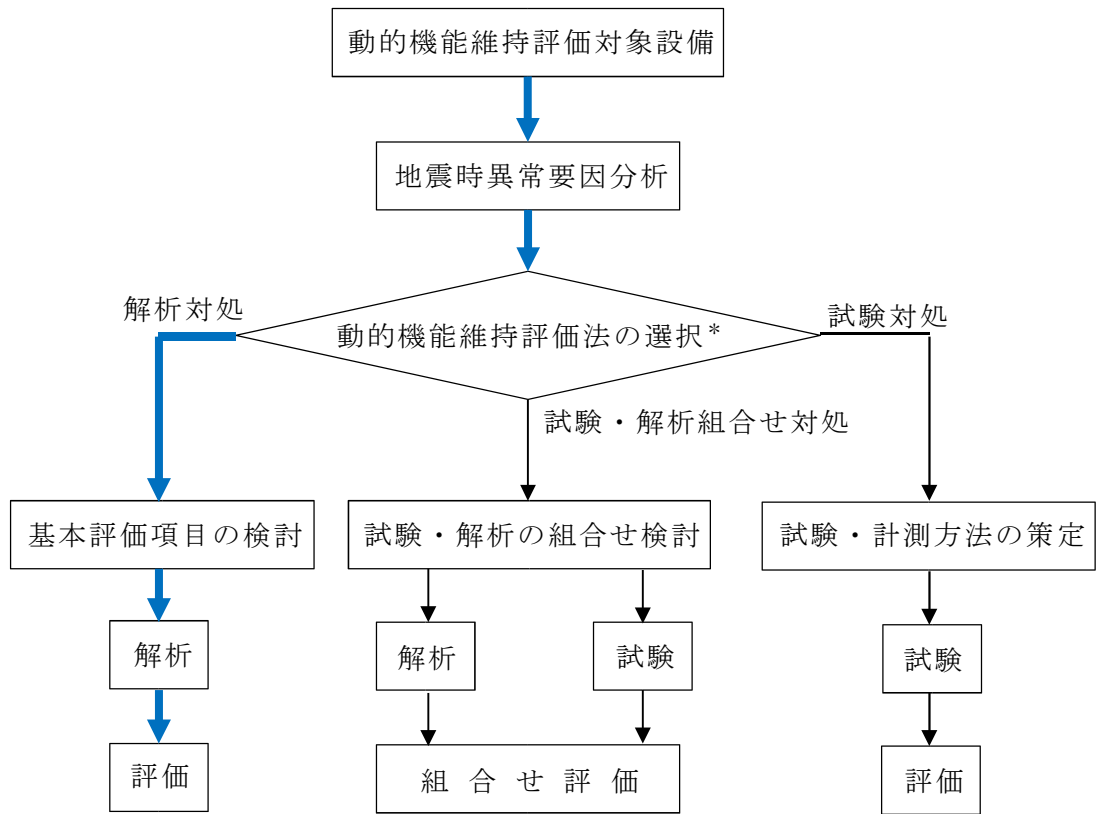 動的機能維持評価対象設備
地震時異常要因分析
解析対処
動的機能維持評価法の選択*
試験対処
試験・解析組合せ対処
基本評価項目の検討
試験・解析の組合せ検討
試験・計測方法の策定
解析
解析
試験
試験
評価
組合せ評価
評価